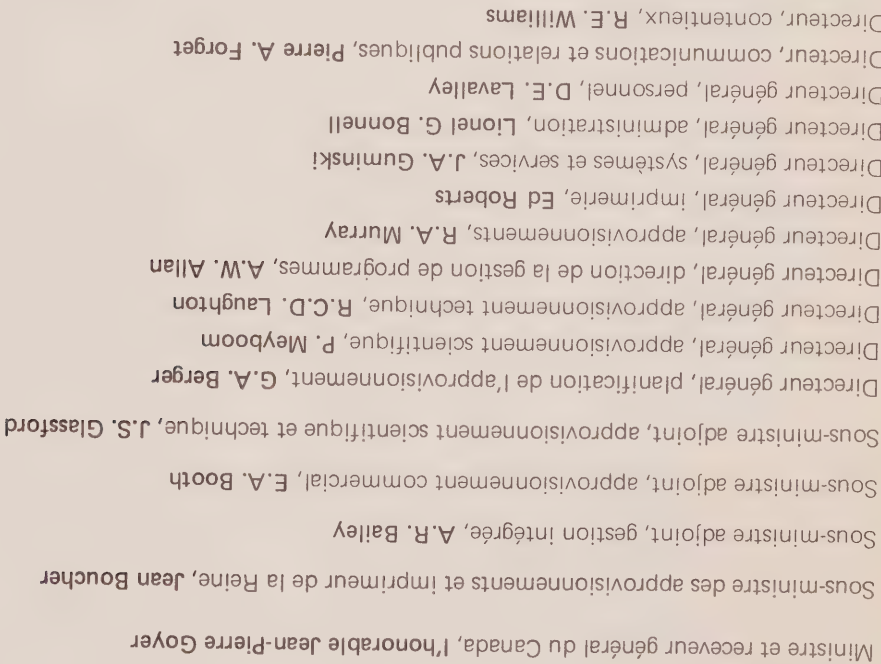 Ministre et receveur général du Canada, l'honorable Jean-Pierre Goyer
Sous-ministre des approvisionnements et imprimeur de la Reine, Jean Boucher
Sous-ministre adjoint, gestion intégrée, A.R. Bailey
Sous-ministre adjoint, approvisionnement commercial, E.A. Booth
Sous-ministre adjoint, approvisionnement scientifique et technique, J.S. Glassford
Directeur général, planification de l'approvisionnement, G.A. Berger
Directeur général, approvisionnement scientifique, P. Meyboom
Directeur général, approvisionnement technique, R.C.D. Laughton
Directeur général, direction de la gestion de programmes, A.W. Allan
Directeur général, approvisionnements, R.A. Murray
Directeur général, imprimerie, Ed Roberts
Directeur général, systèmes et services, J.A. Guminski
Directeur général, administration, Lionel G. Bonnell
Directeur général, personnel, D.E. Lavalley
Directeur, communications et relations publiques, Pierre A. Forget
Directeur, contentieux, R.E. Williams